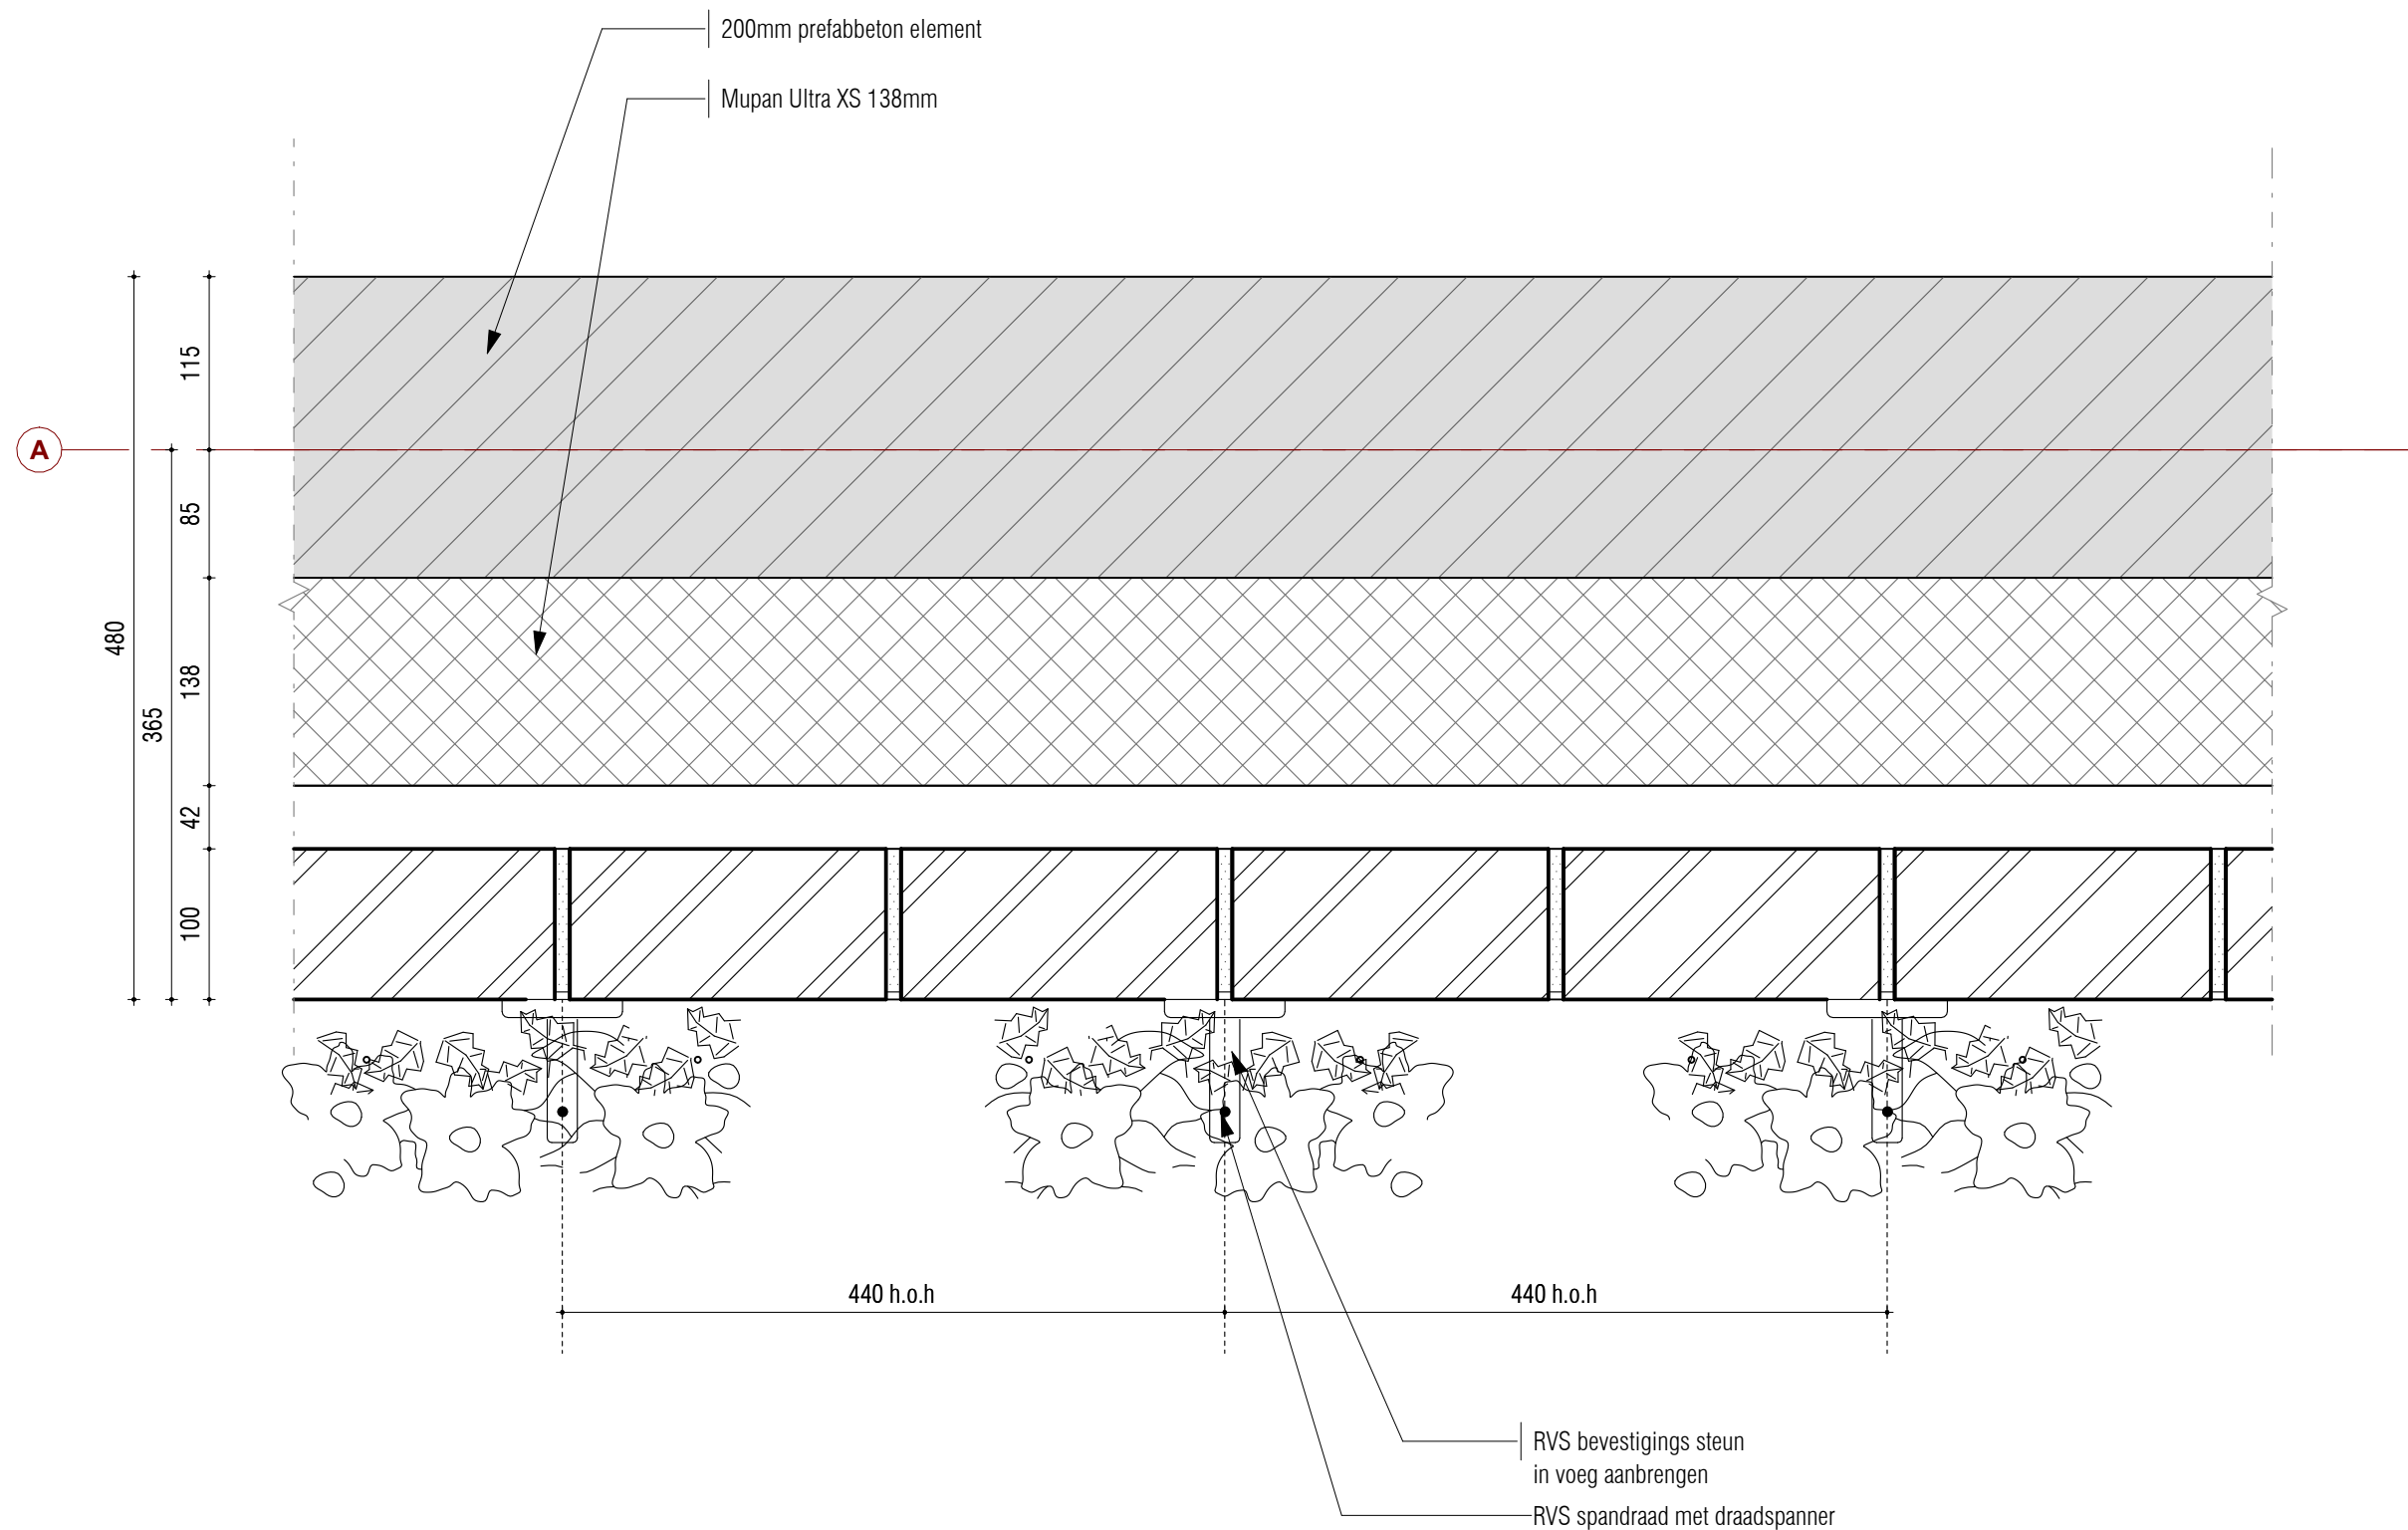 200mm prefabbeton element
Mupan Ultra XS 138mm
115
A
85
480
138
365
42
100
440 h.o.h
440 h.o.h
RVS bevestigings steun
in voeg aanbrengen
RVS spandraad met draadspanner